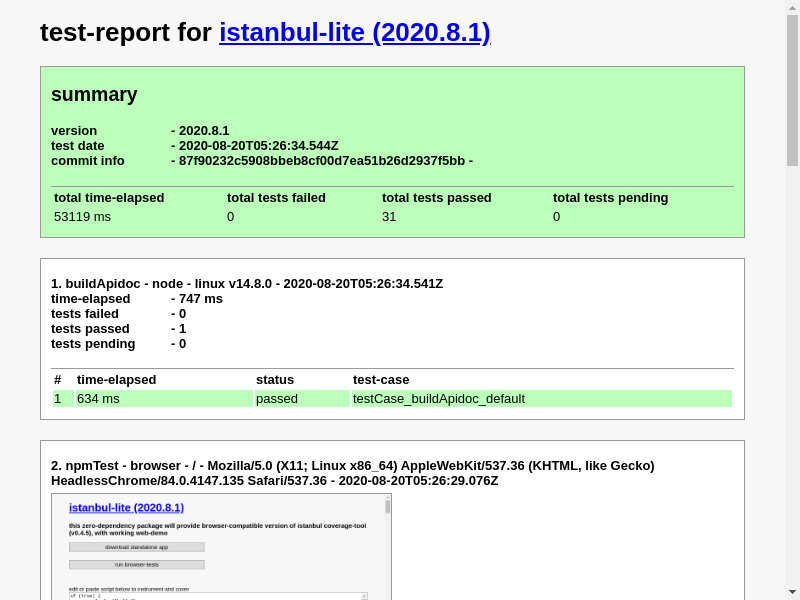 test-report for istanbul-lite (2020.8.1)
summary
version - 2020.8.1
test date - 2020-08-20T05:26:34.544Z
commit info - 87f90232c5908bbeb8cf00d7ea51b26d2937f5bb -
total time-elapsed total tests failed total tests passed total tests pending
53119 ms 0 31 0
1. buildApidoc - node - linux v14.8.0 - 2020-08-20T05:26:34.541Z
time-elapsed - 747 ms
tests failed - 0
tests passed - 1
tests pending - 0
# time-elapsed status test-case
1 634 ms passed testCase_buildApidoc_default
2. npmTest - browser - / - Mozilla/5.0 (X11; Linux x86_64) AppleWebKit/537.36 (KHTML, like Gecko)
HeadlessChrome/84.0.4147.135 Safari/537.36 - 2020-08-20T05:26:29.076Z
istanbul-lite (2020.8.1)
this zero-dependency package will provide browser-compatible version of istanbul coverage-tool
(v0.4.5), with working web-demo
download standalone app
run browser-tests
edit or paste script below to instrument and cover
if (true) {